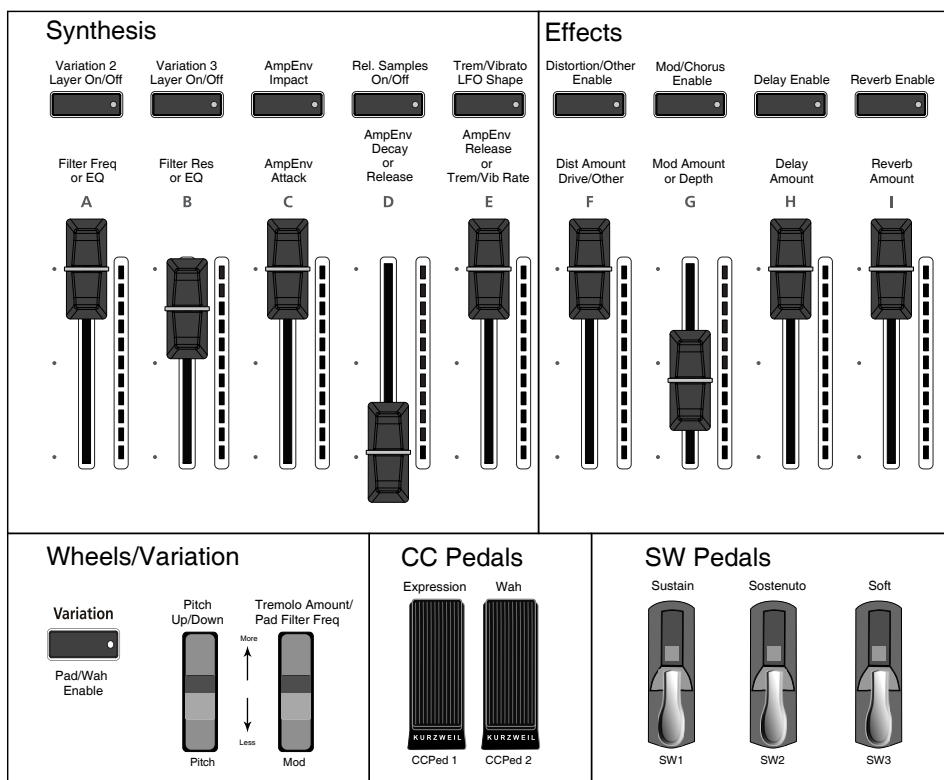 Synthesis
Effects
Variation 2
Layer On/Off
Variation 3
Layer On/Off
AmpEnv
Impact
Rel. Samples
On/Off
Trem/Vibrato
LFO Shape
Distortion/Other
Enable
Mod/Chorus
Enable
Delay Enable
Reverb Enable
Filter Freq
or EQ
Filter Res
or EQ
AmpEnv
Attack
AmpEnv
Decay
or
Release
AmpEnv
Release
or
Trem/Vib Rate
Dist Amount
Drive/Other
Mod Amount
or Depth
Delay
Amount
Reverb
Amount
A
B
C
D
E
F
G
H
I
Wheels/Variation
Variation
Pad/Wah
Enable
Pitch
Up/Down
More
Less
Tremolo Amount/
Pad Filter Freq
Pitch
Mod
CC Pedals
Expression
Wah
KURZWEIL
KURZWEIL
CCPed 1
CCPed 2
SW Pedals
Sustain
Sostenuto
Soft
SW1
SW2
SW3